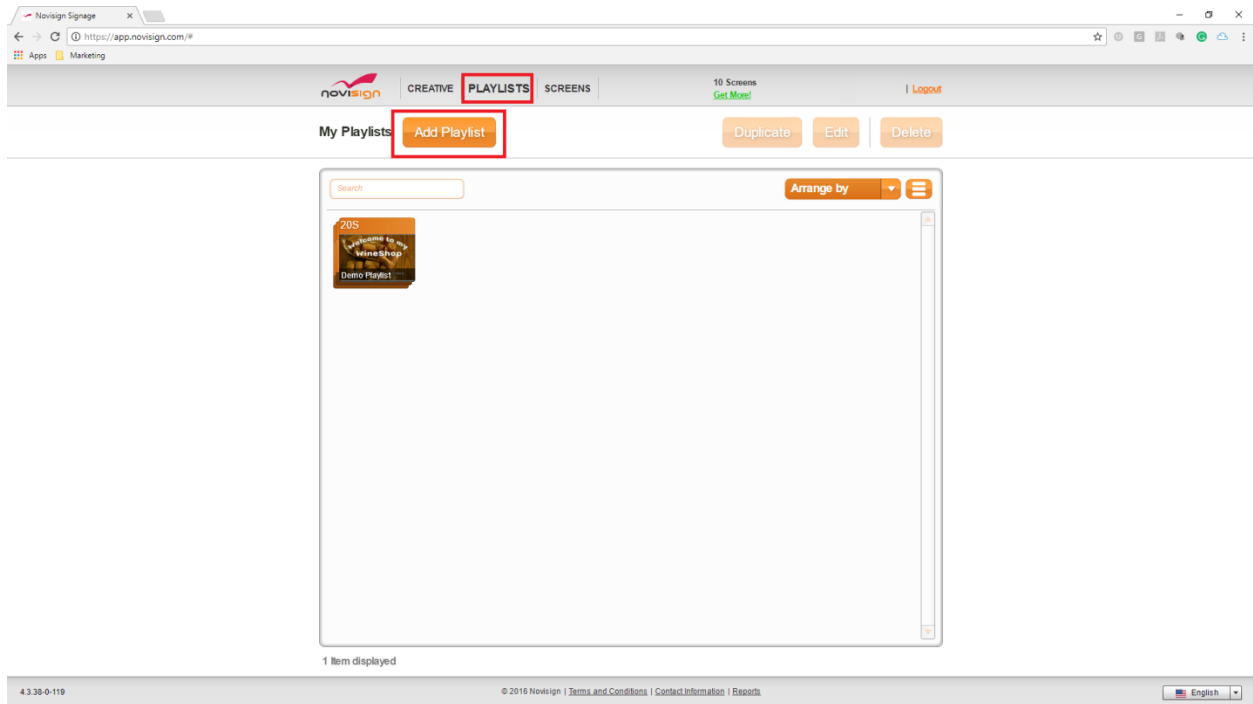 Novisign Signage
https://app.novisign.com/#
Apps Marketing
novisign CREATIVE PLAYLISTS SCREENS 10 Screens
Get More! | Logout
My Playlists Add Playlist Duplicate Edit Delete
Search Arrange by
20S
Welcome to my
WineShop
Demo Playlist
1 Item displayed
4.3.38-0-119 © 2016 Novisign | Terms and Conditions | Contact Information | Reports English